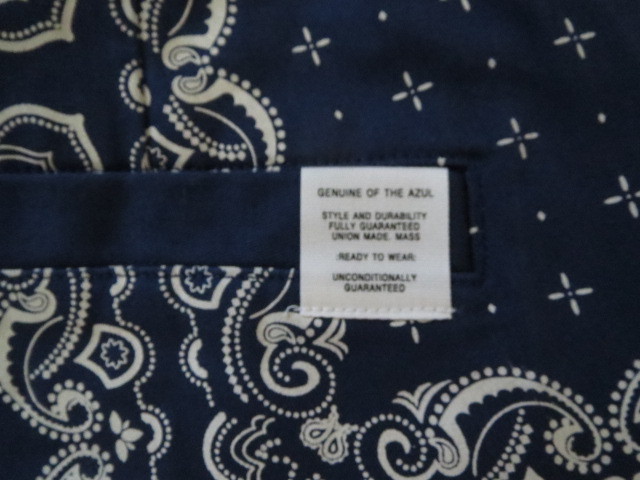 GENUINE OF THE AZUL
STYLE AND DURABILITY
FULLY GUARANTEED
UNION MADE. MASS
:READY TO WEAR:
UNCONDITIONALLY
GUARANTEED